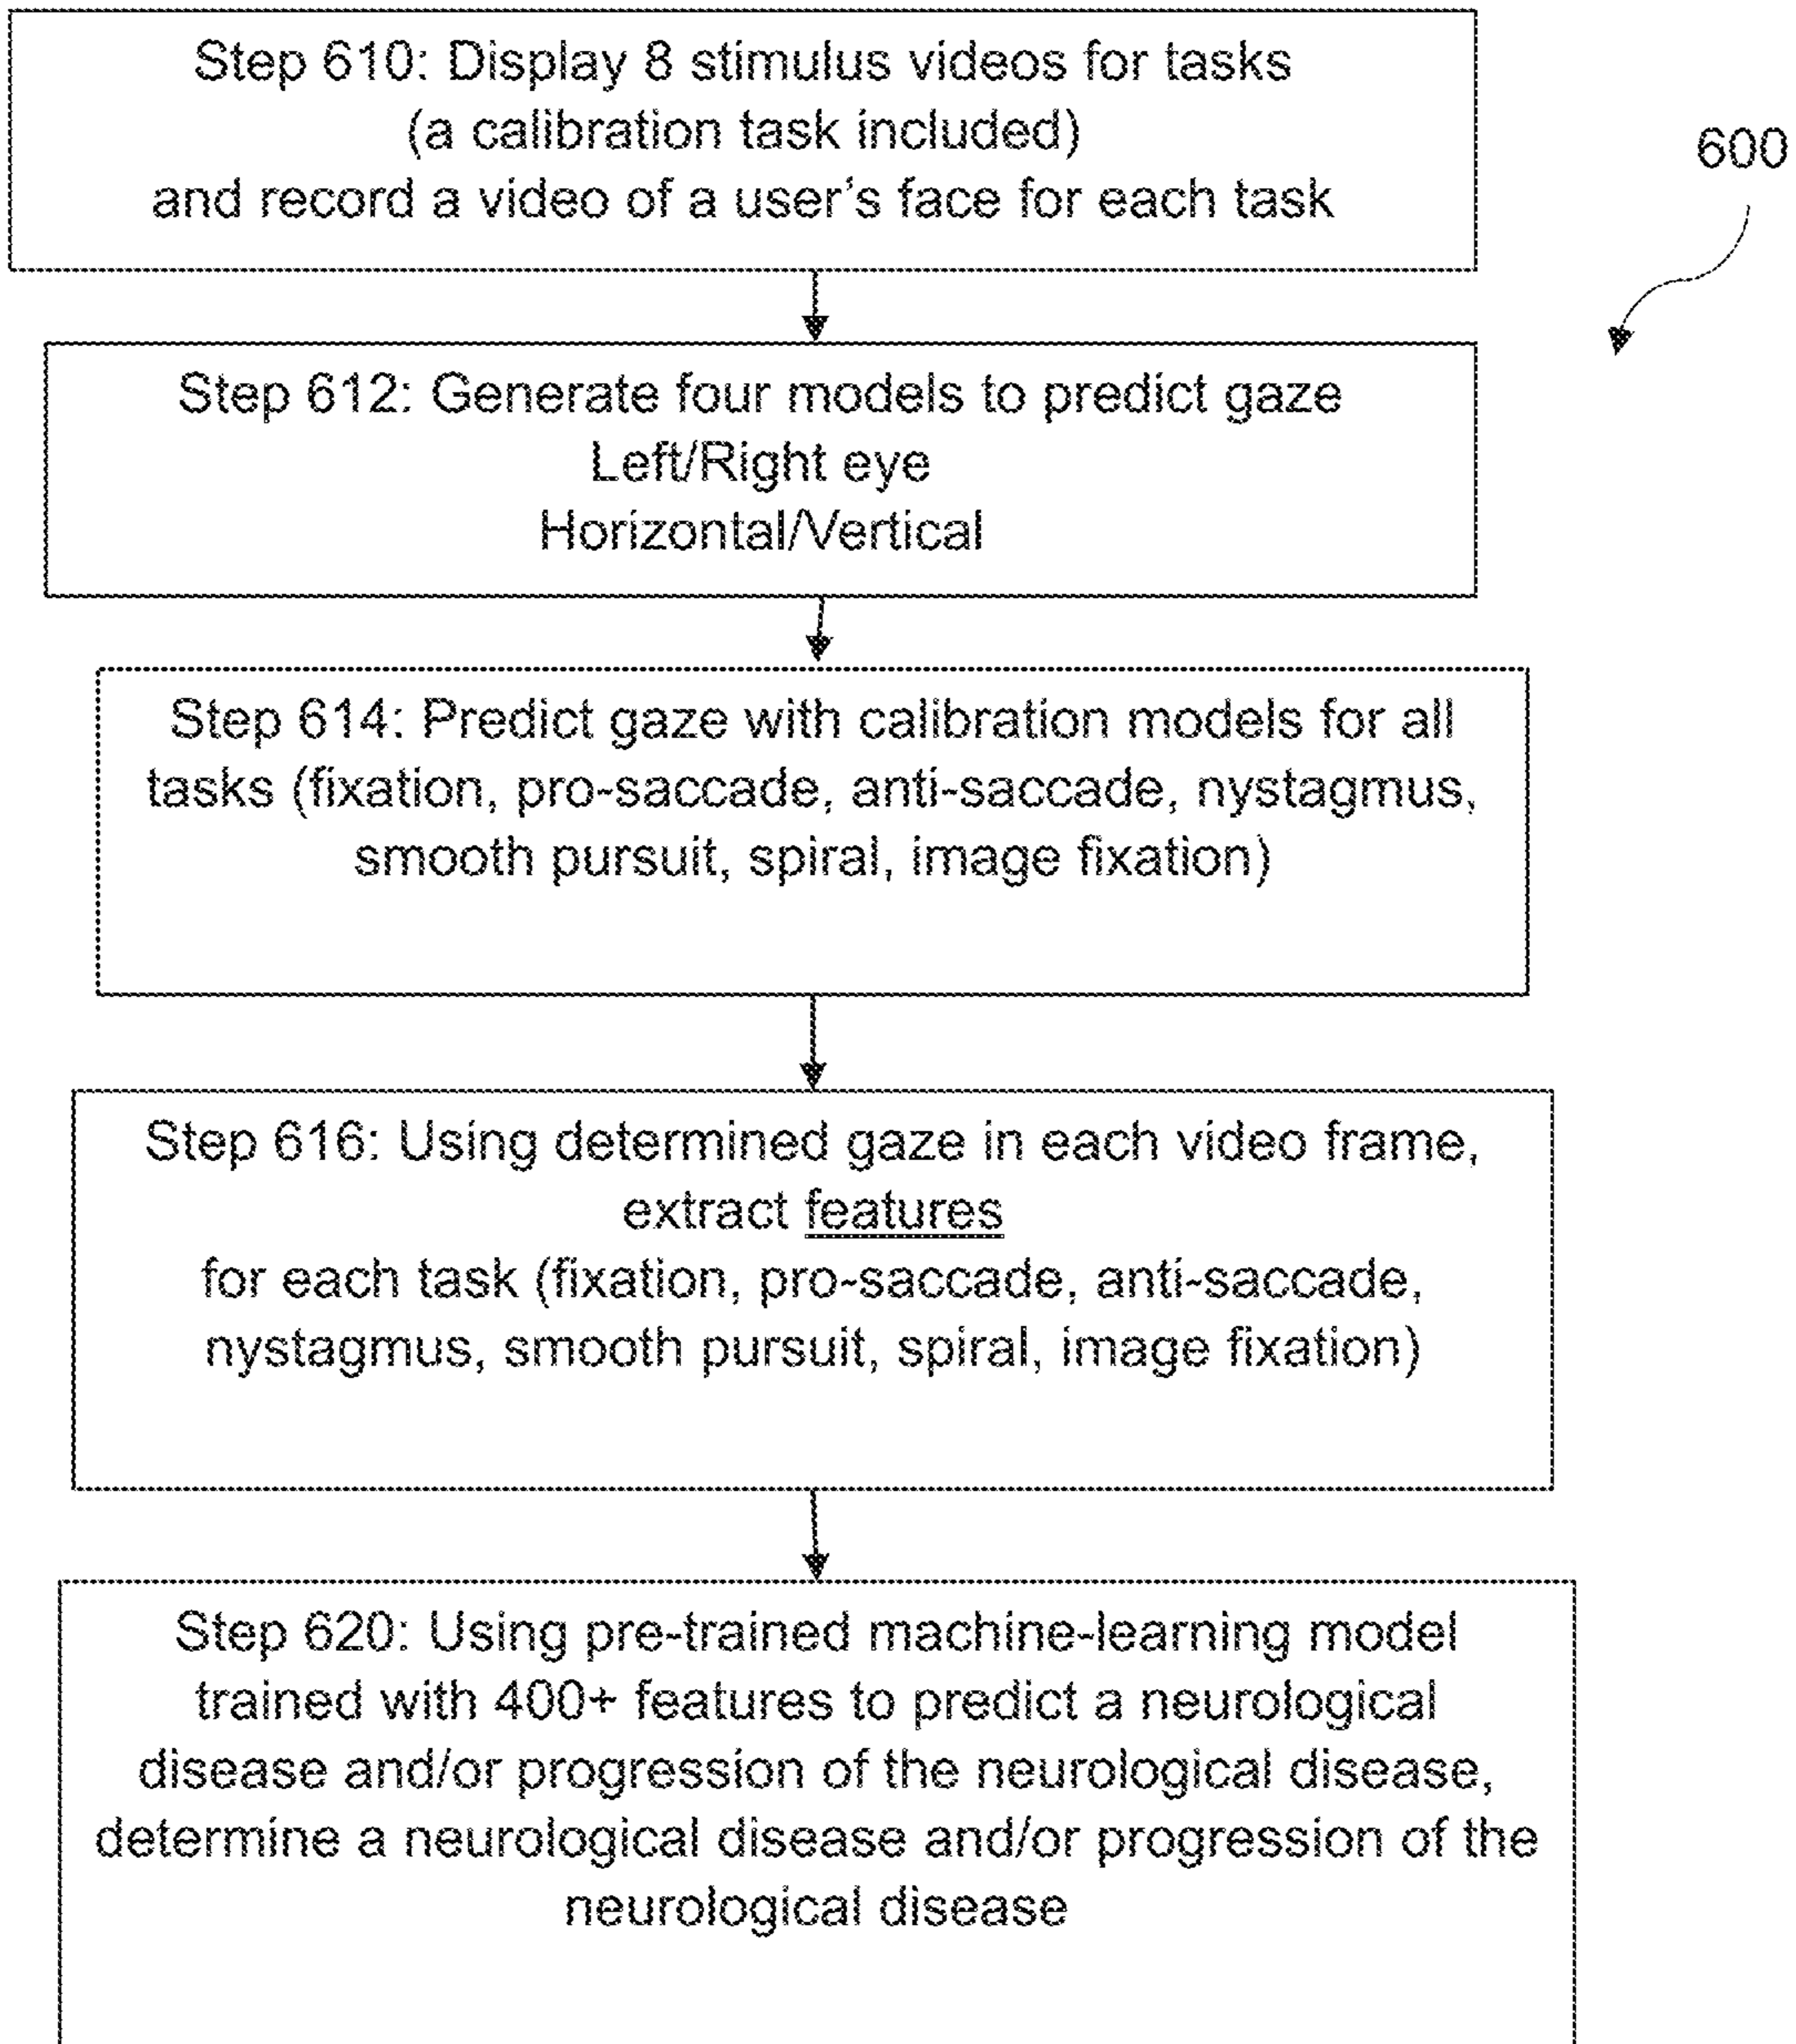 Step 610: Display 8 stimulus videos for tasks
(a calibration task included)
and record a video of a user's face for each task
600
Step 612: Generate four models to predict gaze
Left/Right eye
Horizontal/Vertical
Step 614: Predict gaze with calibration models for all
tasks (fixation, pro-saccade, anti-saccade, nystagmus,
smooth pursuit, spiral, image fixation)
Step 616: Using determined gaze in each video frame,
extract features
for each task (fixation, pro-saccade, anti-saccade,
nystagmus, smooth pursuit, spiral, image fixation)
Step 620: Using pre-trained machine-learning model
trained with 400+ features to predict a neurological
disease and/or progression of the neurological disease,
determine a neurological disease and/or progression of the
neurological disease